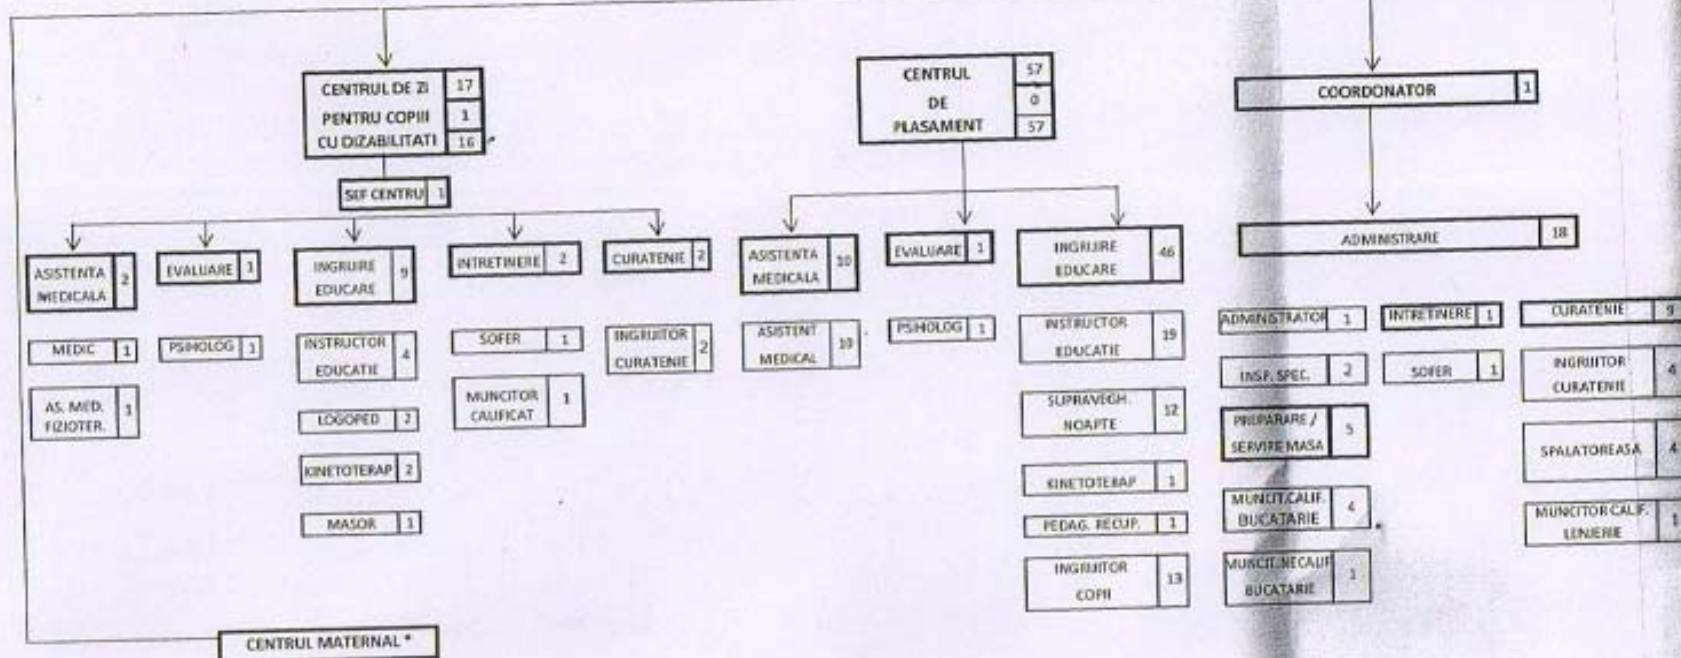 CENTRUL DE ZI 17
PENTRU COPIII 1
CU DIZABILITATI 16
SEF CENTRU 1
ASISTENTA
MEDICALA 2
MEDIC 1
AS. MED.
FIZIOTER. 1
EVALUARE 1
PSIHOLOG 1
INGRIJIRE
EDUCARE 9
INSTRUCTOR
EDUCATIE 4
LOGOPED 2
KINETOTERAP 2
MASOR 1
INTRETINERE 2
SOFER 1
MUNCITOR
CALIFICAT 1
CURATENIE 2
INGRIJITOR
CURATENIE 2
CENTRUL 57
DE 0
PLASAMENT 57
ASISTENTA
MEDICALA 10
ASISTENT
MEDICAL 10
EVALUARE 1
PSIHOLOG 1
INGRIJIRE
EDUCARE 46
INSTRUCTOR
EDUCATIE 19
SUPRAVEGH.
NOAPTE 12
KINETOTERAP 1
PEDAG. RECUP. 1
INGRIJITOR
COPII 13
COORDONATOR 1
ADMINISTRARE 18
ADMINISTRATOR 1
INSP. SPEC. 2
PREPARARE /
SERVIRE MASA 5
MUNCIT.CALIF.
BUCATARIE 4
MUNCIT.NECALIF
BUCATARIE 1
INTRETINERE 1
SOFER 1
CURATENIE 9
INGRIJITOR
CURATENIE 4
SPALATOREASA 4
MUNCITOR CALIF.
LENJERIE 1
CENTRUL MATERNAL *